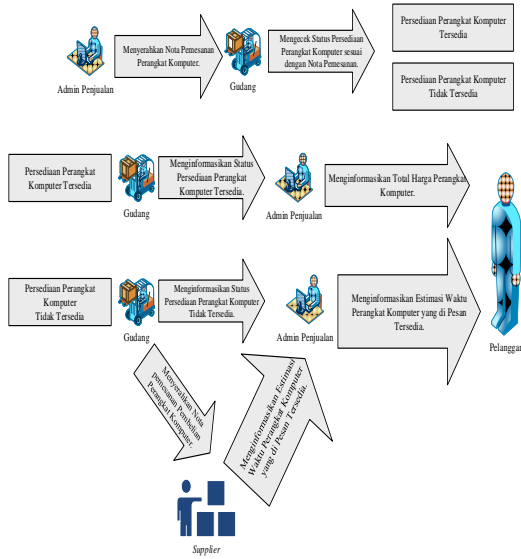 Menyerahkan Nota Pemesanan
Perangkat Komputer.
Admin Penjualan
Gudang
Mengecek Status Persediaan
Perangkat Komputer sesuai
dengan Nota Pemesanan.
Persediaan Perangkat Komputer
Tersedia
Persediaan Perangkat Komputer
Tidak Tersedia
Persediaan Perangkat
Komputer Tersedia
Gudang
Menginformasikan Status
Persediaan Perangkat
Komputer Tersedia.
Admin Penjualan
Menginformasikan Total Harga Perangkat
Komputer.
Persediaan Perangkat
Komputer
Tidak Tersedia
Gudang
Menginformasikan Status
Persediaan Perangkat Komputer
Tidak Tersedia.
Admin Penjualan
Menginformasikan Estimasi Waktu
Perangkat Komputer yang di Pesan
Tersedia.
Pelanggan
Menyerahkan Nota
pemesanan Pembelian
Perangkat Komputer.
Menginformasikan Estimasi
Waktu Perangkat Komputer
yang di Pesan Tersedia.
Supplier